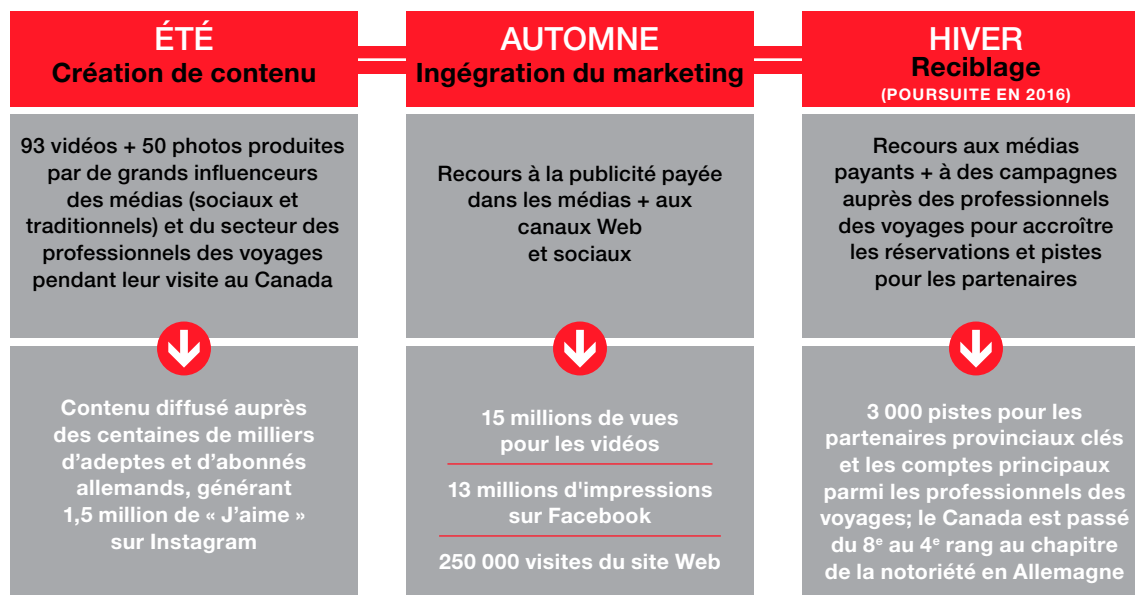 ÉTÉ
Création de contenu
93 vidéos + 50 photos produites
par de grands influenceurs
des médias (sociaux et
traditionnels) et du secteur des
professionnels des voyages
pendant leur visite au Canada
Contenu diffusé auprès
des centaines de milliers
d’adeptes et d’abonnés
allemands, générant
1,5 million de « J’aime »
sur Instagram
AUTOMNE
Ingégration du marketing
Recours à la publicité payée
dans les médias + aux
canaux Web
et sociaux
15 millions de vues
pour les vidéos
13 millions d'impressions
sur Facebook
250 000 visites du site Web
HIVER
Reciblage
(POURSUITE EN 2016)
Recours aux médias
payants + à des campagnes
auprès des professionnels
des voyages pour accroître
les réservations et pistes
pour les partenaires
3 000 pistes pour les
partenaires provinciaux clés
et les comptes principaux
parmi les professionnels des
voyages; le Canada est passé
du 8e au 4e rang au chapitre
de la notoriété en Allemagne